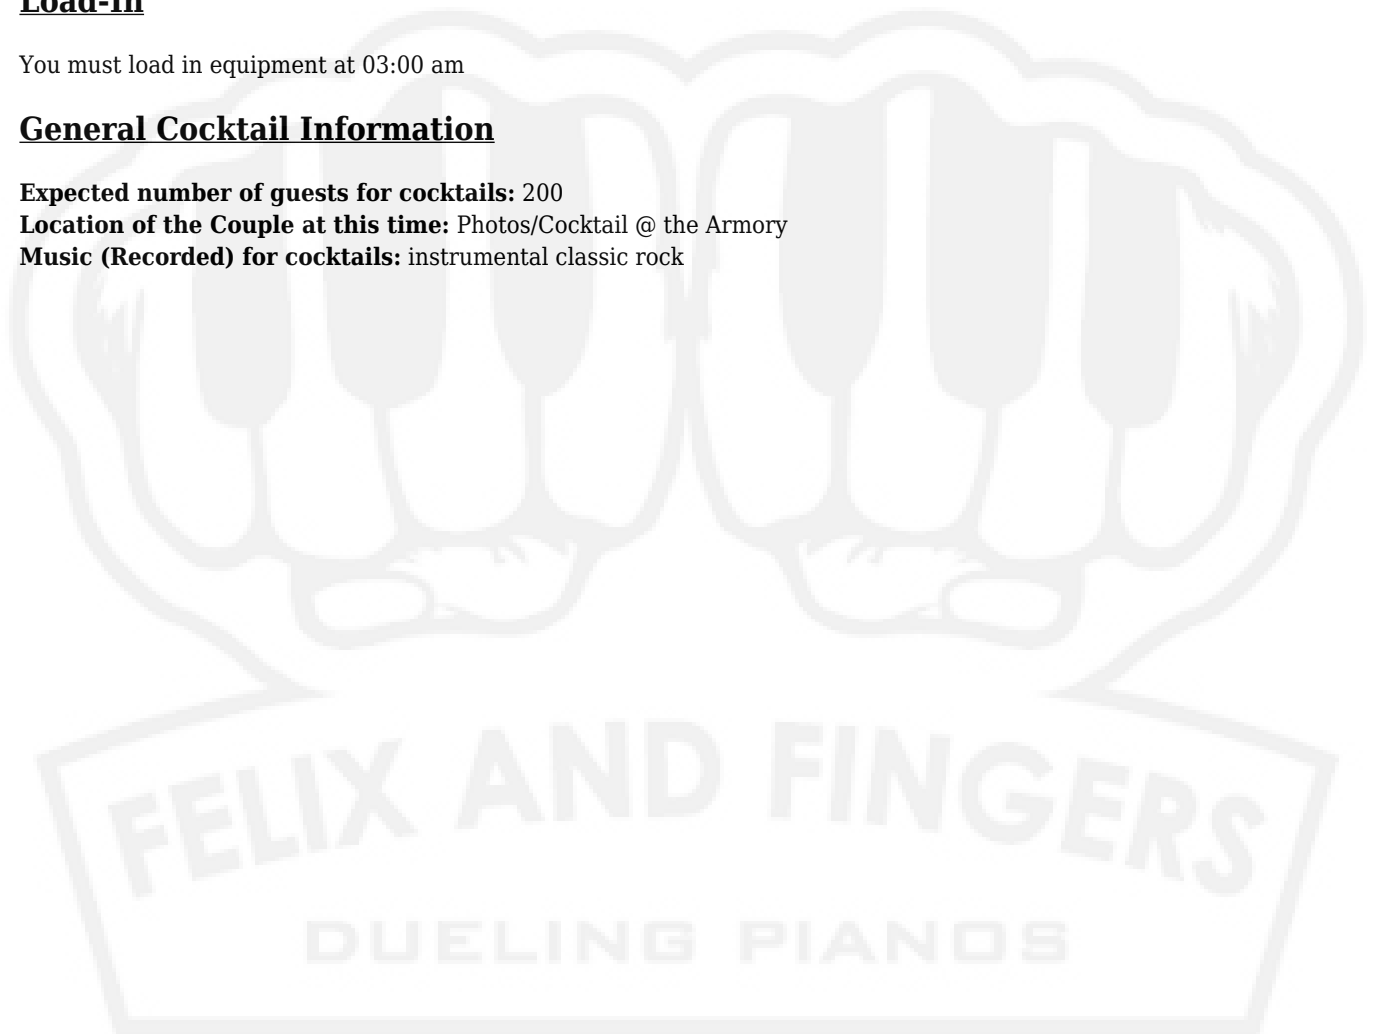 Load-In
You must load in equipment at 03:00 am
General Cocktail Information
Expected number of guests for cocktails: 200
Location of the Couple at this time: Photos/Cocktail @ the Armory
Music (Recorded) for cocktails: instrumental classic rock
FELIX AND FINGERS
DUELING PIANOS